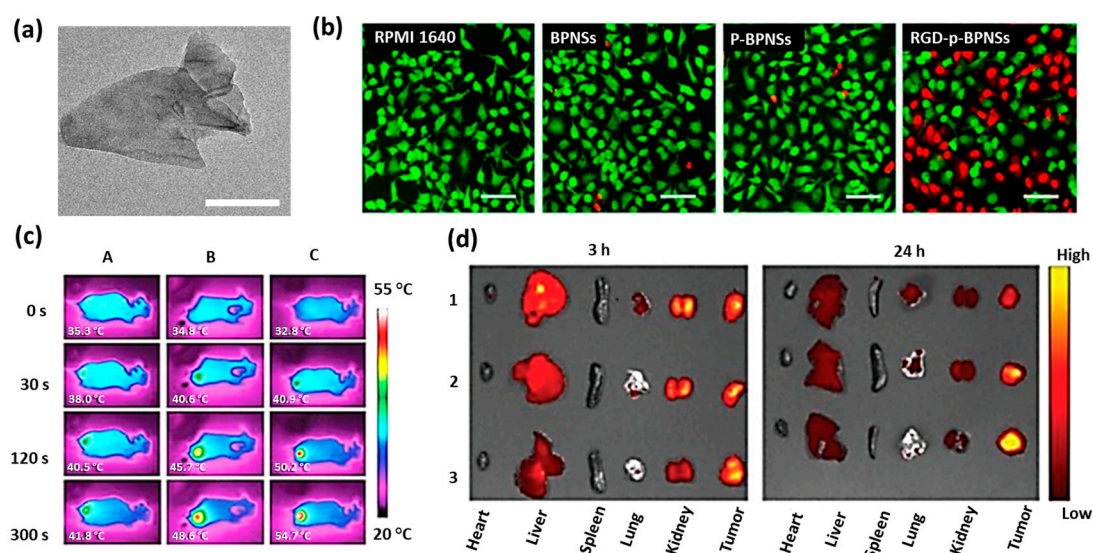 (a)
(b)
RPMI 1640
BPNSs
P-BPNSs
RGD-p-BPNSs
(c)
A B C
0 s
35.3 °C 34.8 °C 32.8 °C
30 s
38.0 °C 40.6 °C 40.9 °C
120 s
40.5 °C 45.7 °C 50.2 °C
300 s
41.8 °C 48.6 °C 54.7 °C
55 °C
20 °C
(d)
3 h 24 h
1
2
3
Heart Liver Spleen Lung Kidney Tumor
Heart Liver Spleen Lung Kidney Tumor
High
Low